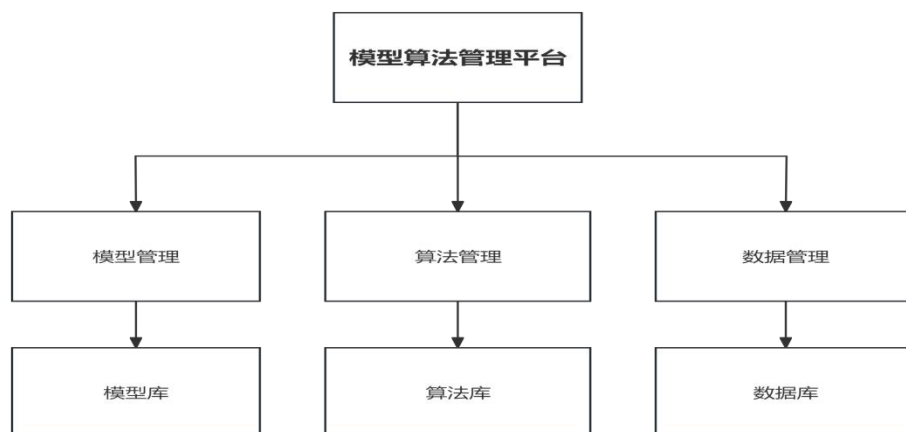 模型算法管理平台
模型管理
算法管理
数据管理
模型库
算法库
数据库